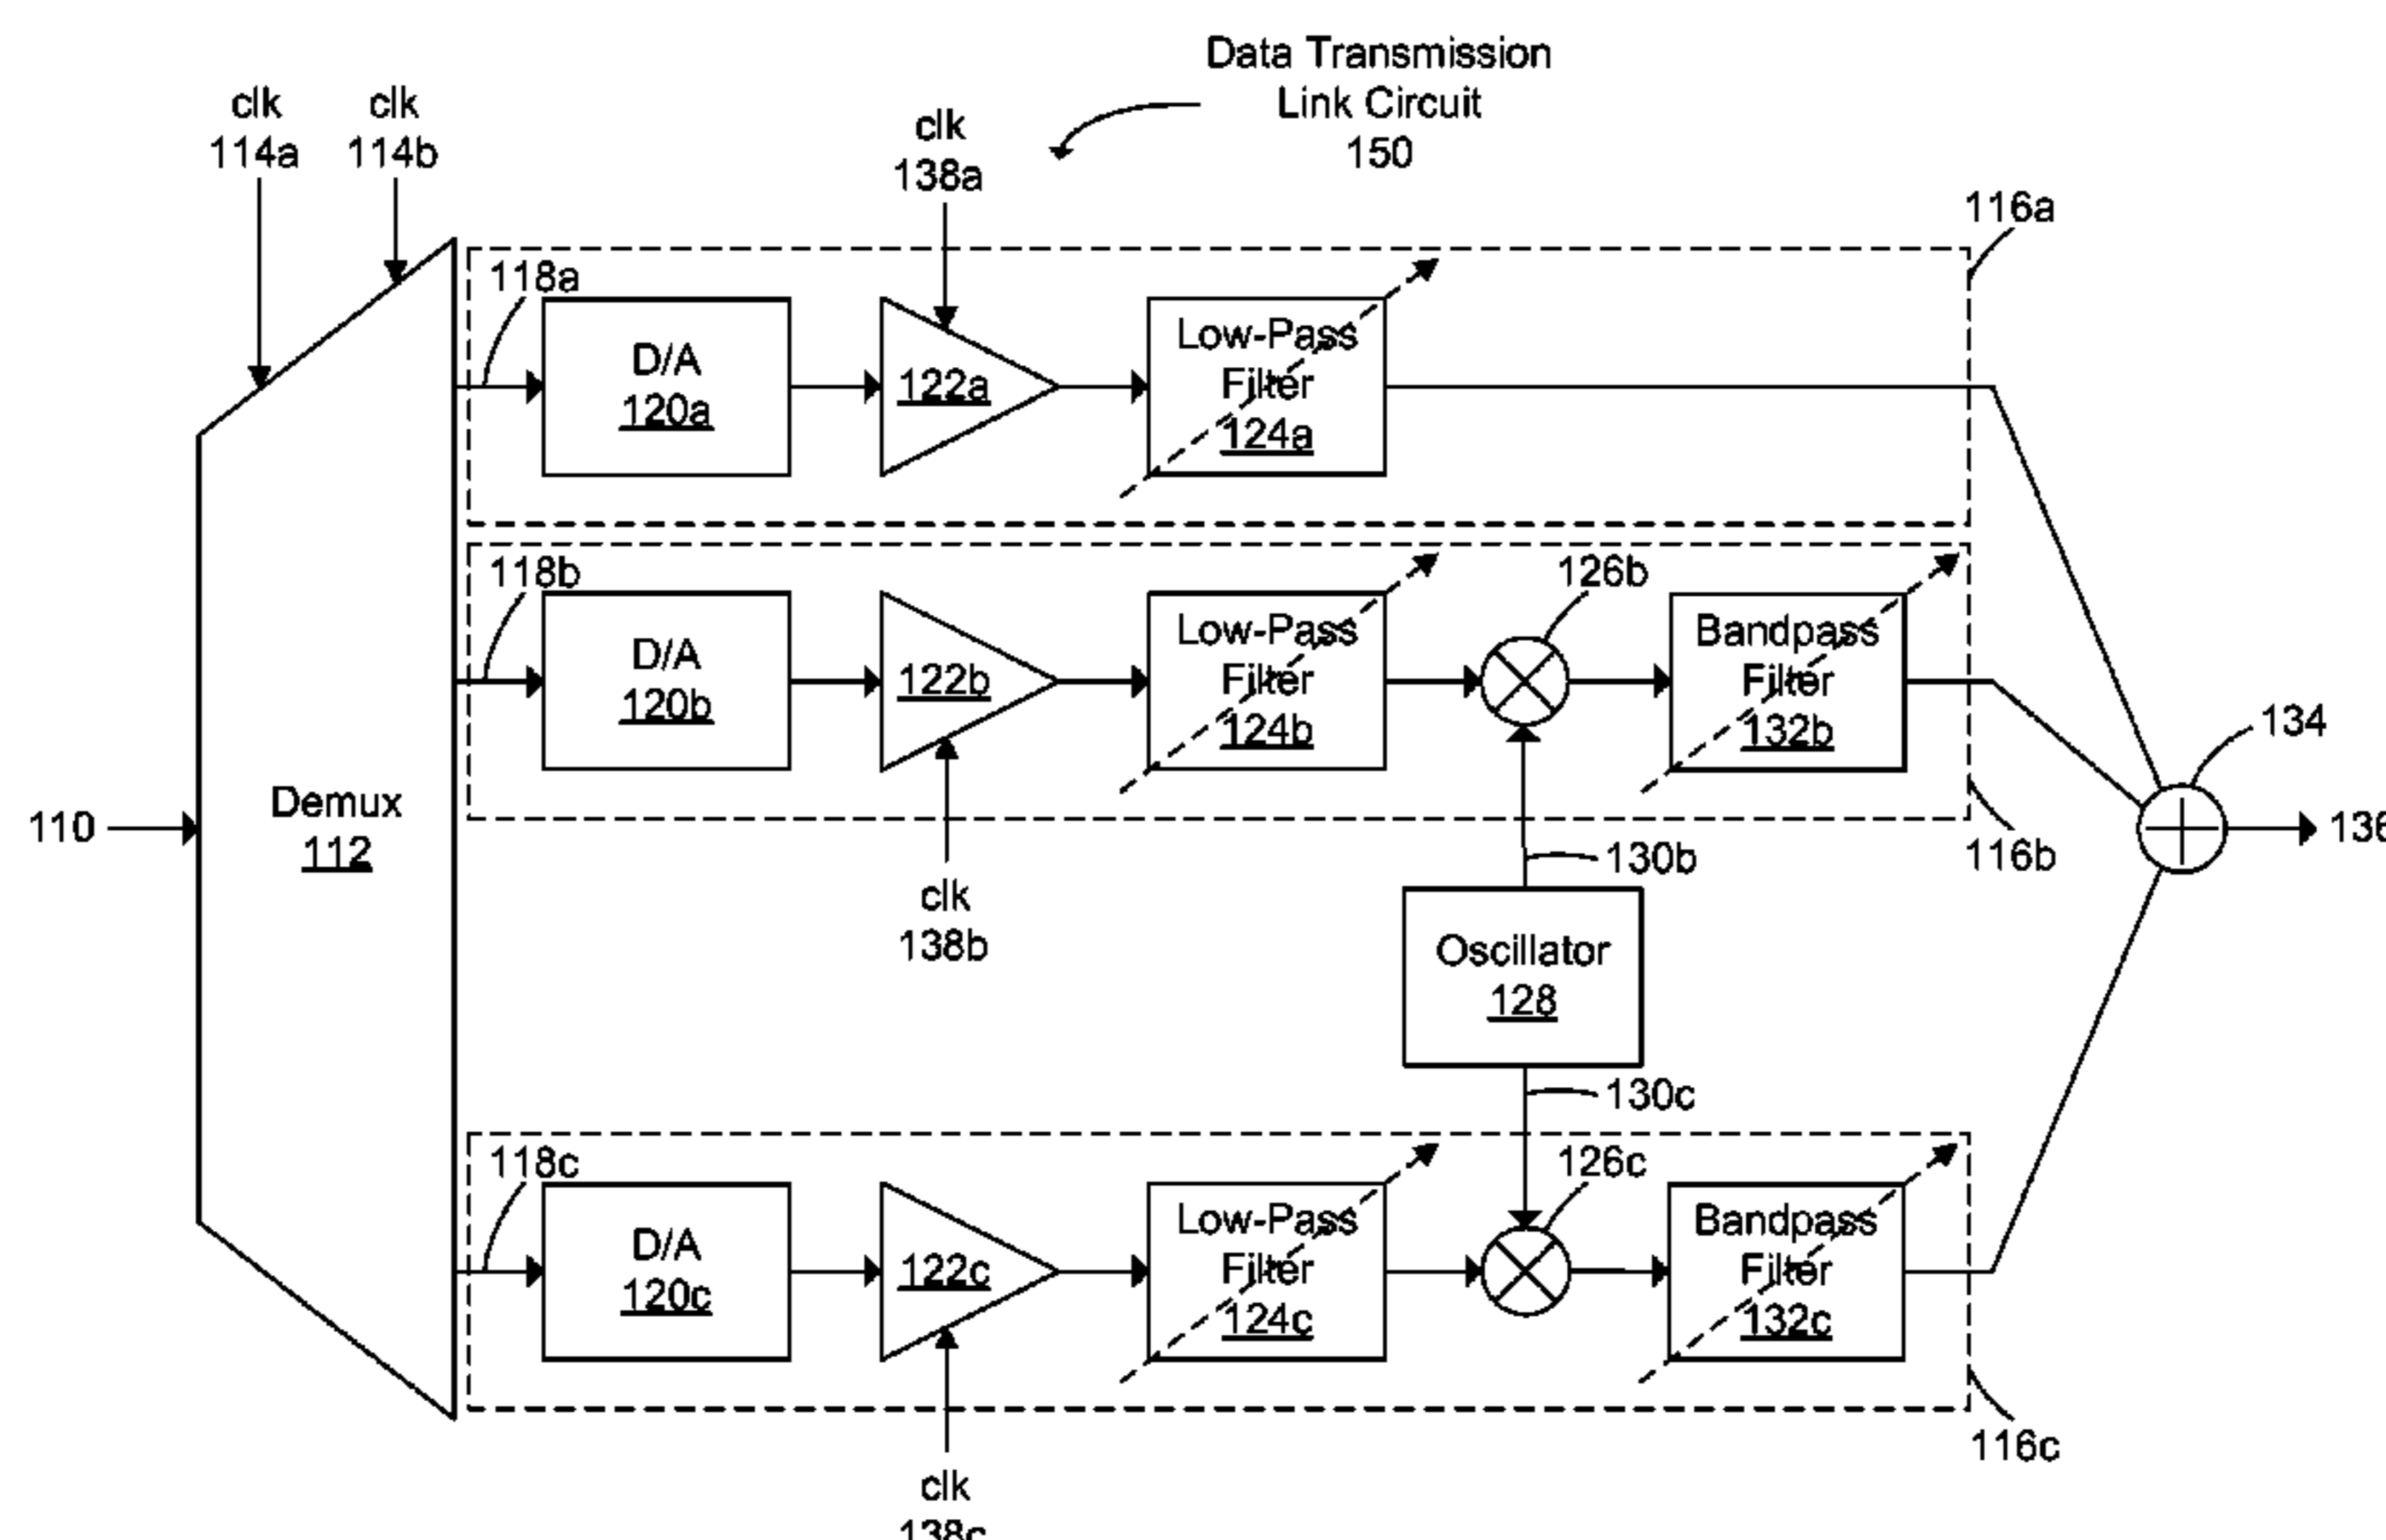 Data Transmission
Link Circuit
150
clk
114a
clk
114b
clk
138a
116a
118a
D/A
120a
122a
Low-Pass
Filter
124a
118b
D/A
120b
122b
Low-Pass
Filter
124b
126b
Bandpass
Filter
132b
134
110
Demux
112
136
130b
116b
clk
138b
Oscillator
128
130c
118c
D/A
120c
122c
Low-Pass
Filter
124c
126c
Bandpass
Filter
132c
116c
clk
138c